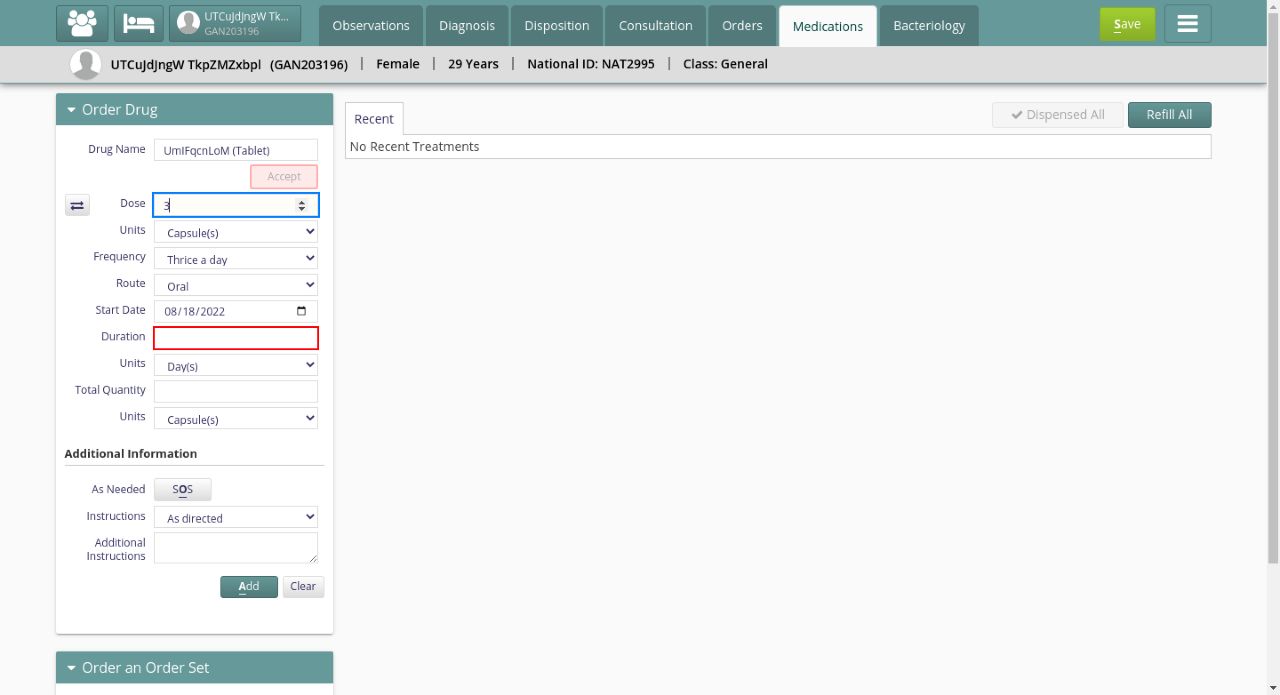 UTCuJdJngW Tk...
GAN203196
Observations
Diagnosis
Disposition
Consultation
Orders
Medications
Bacteriology
Save
UTCuJdJngW TkpZMZxbpl (GAN203196) | Female | 29 Years | National ID: NAT2995 | Class: General
Order Drug
Drug Name UmIFqcnLoM (Tablet)
Accept
Dose 3
Units Capsule(s)
Frequency Thrice a day
Route Oral
Start Date 08/18/2022
Duration
Units Day(s)
Total Quantity
Units Capsule(s)
Additional Information
As Needed SOS
Instructions As directed
Additional
Instructions
Add Clear
Order an Order Set
Recent
Dispensed All
Refill All
No Recent Treatments